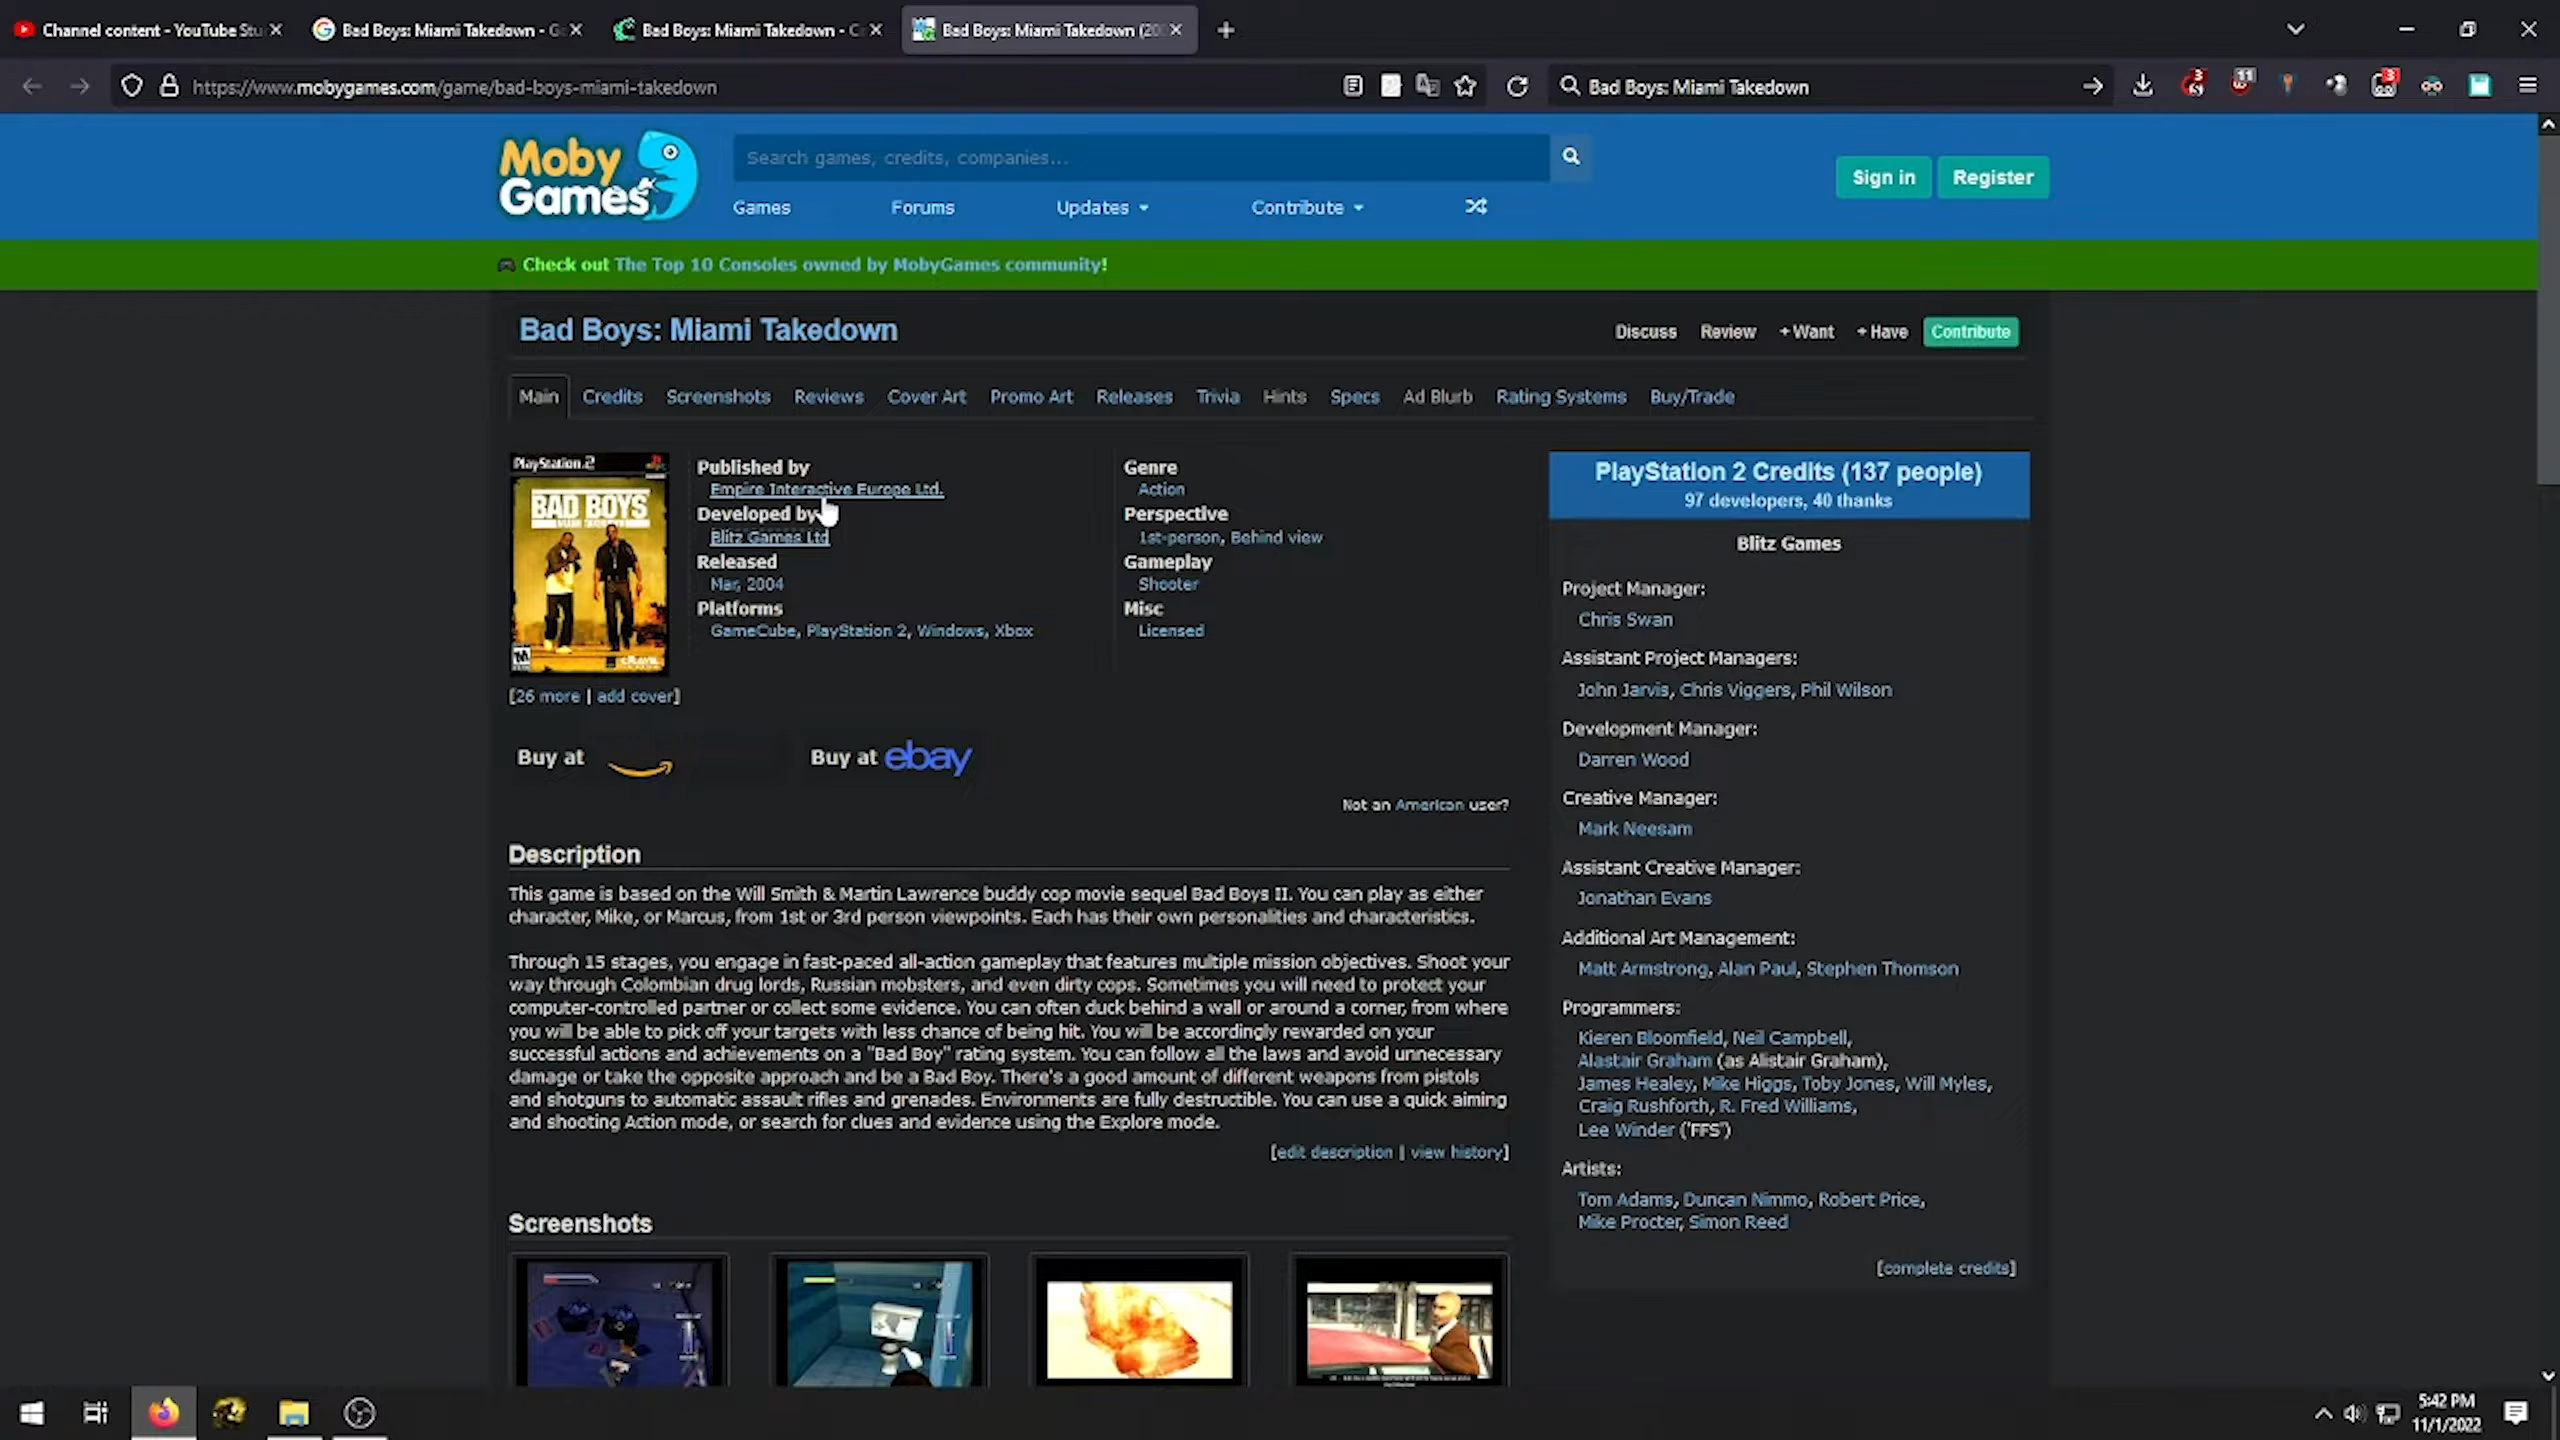 Channel content - YouTube Stu
Bad Boys: Miami Takedown - G
Bad Boys: Miami Takedown - C
Bad Boys: Miami Takedown (20
https://www.mobygames.com/game/bad-boys-miami-takedown
Bad Boys: Miami Takedown
3
11
3
Moby
Games
Search games, credits, companies...
Sign in
Register
Games
Forums
Updates
Contribute
Check out The Top 10 Consoles owned by MobyGames community!
Bad Boys: Miami Takedown
Discuss
Review
+Want
+Have
Contribute
Main
Credits
Screenshots
Reviews
Cover Art
Promo Art
Releases
Trivia
Hints
Specs
Ad Blurb
Rating Systems
Buy/Trade
PlayStation 2
BAD BOYS
MIAMI TAKEDOWN
M
CRAVE
[26 more | add cover]
Published by
Empire Interactive Europe Ltd.
Developed by
Blitz Games Ltd
Released
Mar, 2004
Platforms
GameCube, PlayStation 2, Windows, Xbox
Genre
Action
Perspective
1st-person, Behind view
Gameplay
Shooter
Misc
Licensed
Buy at
Buy at ebay
Not an American user?
Description
This game is based on the Will Smith & Martin Lawrence buddy cop movie sequel Bad Boys II. You can play as either
character, Mike, or Marcus, from 1st or 3rd person viewpoints. Each has their own personalities and characteristics.
Through 15 stages, you engage in fast-paced all-action gameplay that features multiple mission objectives. Shoot your
way through Colombian drug lords, Russian mobsters, and even dirty cops. Sometimes you will need to protect your
computer-controlled partner or collect some evidence. You can often duck behind a wall or around a corner, from where
you will be able to pick off your targets with less chance of being hit. You will be accordingly rewarded on your
successful actions and achievements on a "Bad Boy" rating system. You can follow all the laws and avoid unnecessary
damage or take the opposite approach and be a Bad Boy. There's a good amount of different weapons from pistols
and shotguns to automatic assault rifles and grenades. Environments are fully destructible. You can use a quick aiming
and shooting Action mode, or search for clues and evidence using the Explore mode.
[edit description | view history]
Screenshots
PlayStation 2 Credits (137 people)
97 developers, 40 thanks
Blitz Games
Project Manager:
Chris Swan
Assistant Project Managers:
John Jarvis, Chris Viggers, Phil Wilson
Development Manager:
Darren Wood
Creative Manager:
Mark Neesam
Assistant Creative Manager:
Jonathan Evans
Additional Art Management:
Matt Armstrong, Alan Paul, Stephen Thomson
Programmers:
Kieren Bloomfield, Neil Campbell,
Alastair Graham (as Alistair Graham),
James Healey, Mike Higgs, Toby Jones, Will Myles,
Craig Rushforth, R. Fred Williams,
Lee Winder ('FFS')
Artists:
Tom Adams, Duncan Nimmo, Robert Price,
Mike Procter, Simon Reed
[complete credits]
5:42 PM
11/1/2022